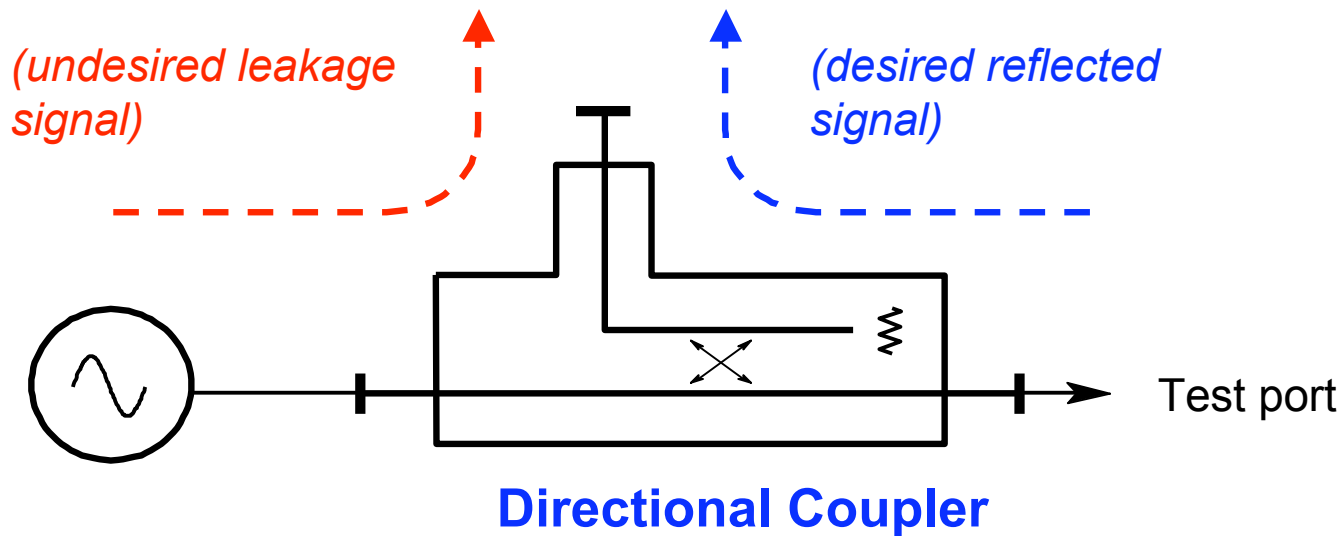 (undesired leakage
signal)
(desired reflected
signal)
Test port
Directional Coupler